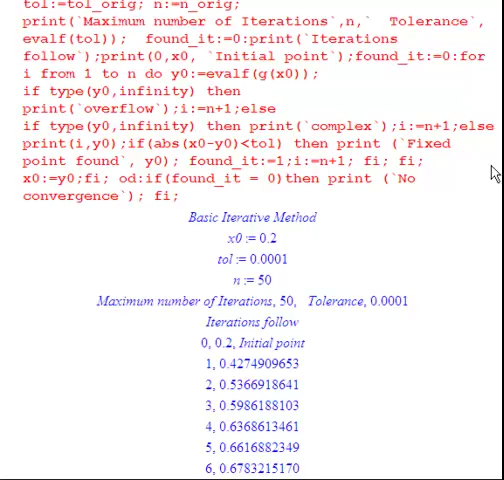 tol:=tol_orig; n:=n_orig;
print(`Maximum number of Iterations`,n,`  Tolerance`,
evalf(tol));  found_it:=0:print(`Iterations
follow`);print(0,x0, `Initial point`);found_it:=0:for
i from 1 to n do y0:=evalf(g(x0));
if type(y0,infinity) then
print(`overflow`);i:=n+1;else
if type(y0,infinity) then print(`complex`);i:=n+1;else
print(i,y0);if(abs(x0-y0)<tol) then print (`Fixed
point found`, y0); found_it:=1;i:=n+1; fi; fi;
x0:=y0;fi; od:if(found_it = 0)then print (`No
convergence`); fi;
Basic Iterative Method
x0 := 0.2
tol := 0.0001
n := 50
Maximum number of Iterations, 50,   Tolerance, 0.0001
Iterations follow
0, 0.2, Initial point
1, 0.4274909653
2, 0.5366918641
3, 0.5986188103
4, 0.6368613461
5, 0.6616882349
6, 0.6783215170